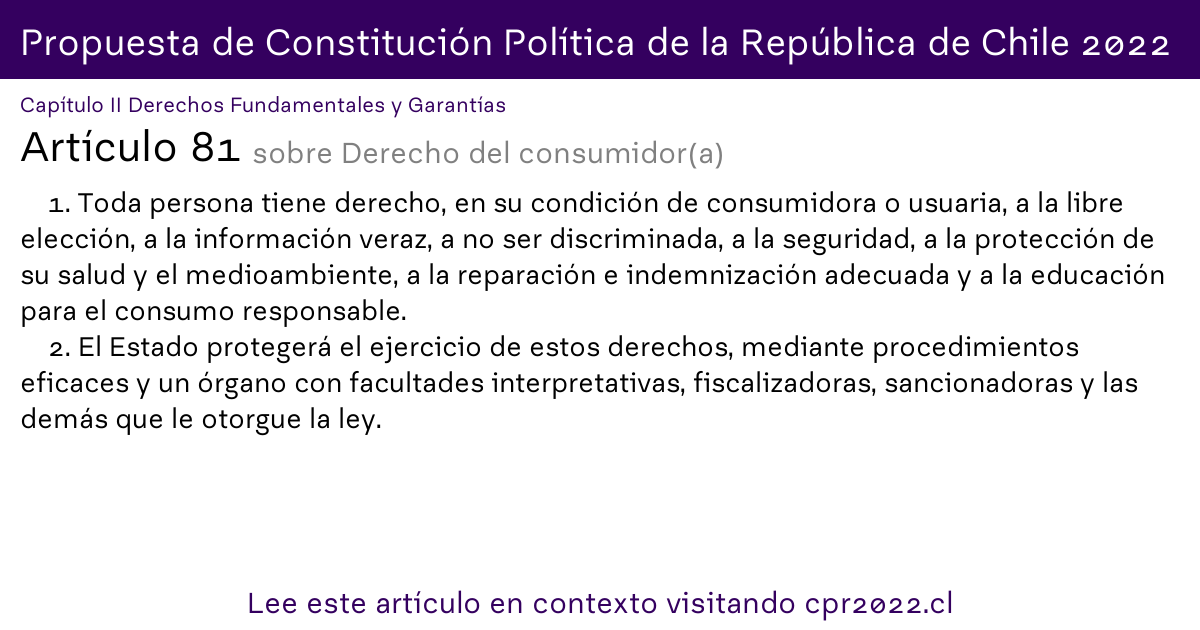 Propuesta de Constitución Política de la República de Chile 2022
Capítulo II Derechos Fundamentales y Garantías
Artículo 81 sobre Derecho del consumidor(a)
1. Toda persona tiene derecho, en su condición de consumidora o usuaria, a la libre
elección, a la información veraz, a no ser discriminada, a la seguridad, a la protección de
su salud y el medioambiente, a la reparación e indemnización adecuada y a la educación
para el consumo responsable.
2. El Estado protegerá el ejercicio de estos derechos, mediante procedimientos
eficaces y un órgano con facultades interpretativas, fiscalizadoras, sancionadoras y las
demás que le otorgue la ley.
Lee este artículo en contexto visitando cpr2022.cl